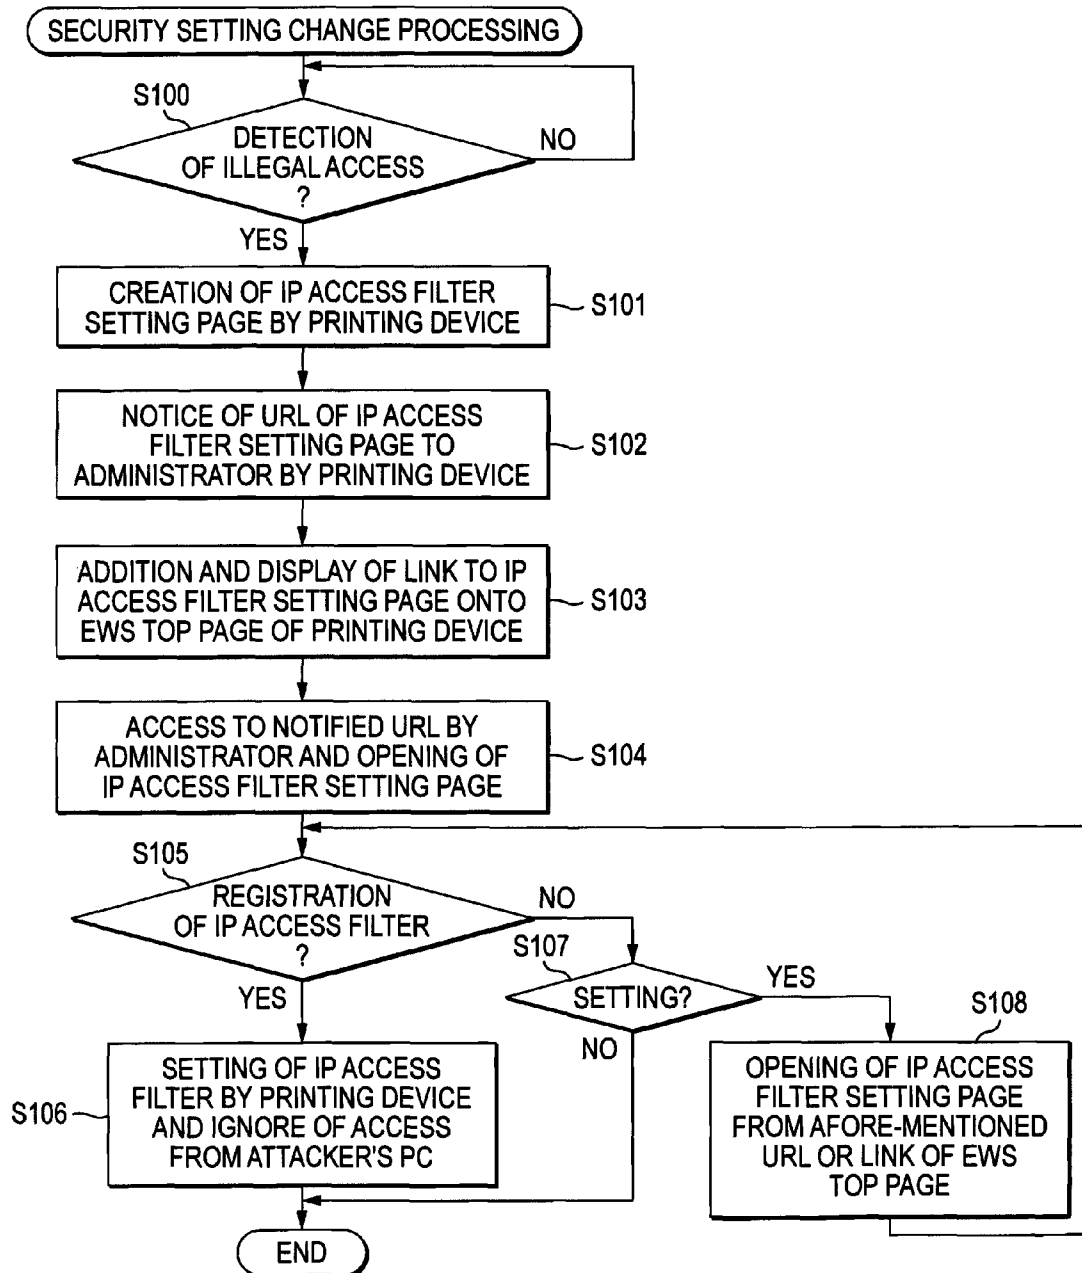 SECURITY SETTING CHANGE PROCESSING
S100
DETECTION
OF ILLEGAL ACCESS
?
NO
YES
CREATION OF IP ACCESS FILTER
SETTING PAGE BY PRINTING DEVICE
S101
NOTICE OF URL OF IP ACCESS
FILTER SETTING PAGE TO
ADMINISTRATOR BY PRINTING DEVICE
S102
ADDITION AND DISPLAY OF LINK TO IP
ACCESS FILTER SETTING PAGE ONTO
EWS TOP PAGE OF PRINTING DEVICE
S103
ACCESS TO NOTIFIED URL BY
ADMINISTRATOR AND OPENING OF
IP ACCESS FILTER SETTING PAGE
S104
S105
REGISTRATION
OF IP ACCESS FILTER
?
NO
YES
S107
SETTING?
YES
NO
S106
SETTING OF IP ACCESS
FILTER BY PRINTING DEVICE
AND IGNORE OF ACCESS
FROM ATTACKER'S PC
S108
OPENING OF IP ACCESS
FILTER SETTING PAGE
FROM AFORE-MENTIONED
URL OR LINK OF EWS
TOP PAGE
END